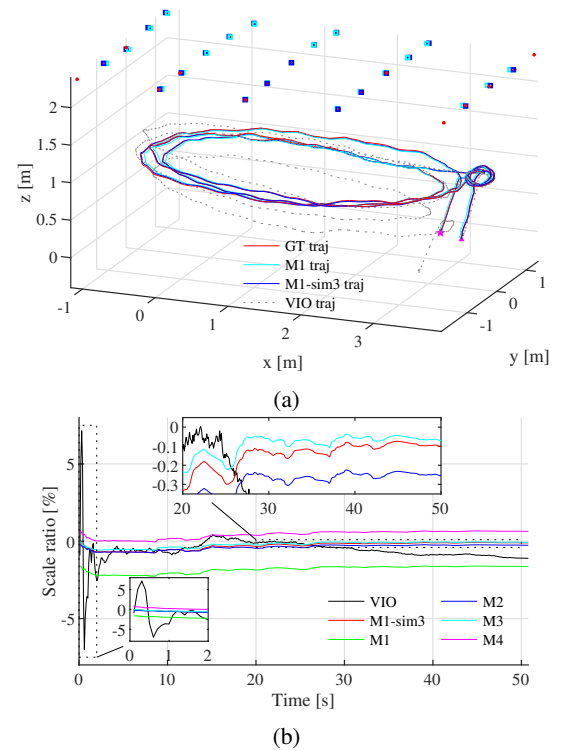 2
1.5
1
0.5
0
z [m]
GT traj
M1 traj
M1-sim3 traj
VIO traj
-1
0
1
2
3
x [m]
-1
0
1
y [m]
(a)
5
0
-5
Scale ratio [%]
0
-0.1
-0.2
-0.3
20 30 40 50
5
0
-5
0 1 2
VIO
M1-sim3
M1
M2
M3
M4
0 10 20 30 40 50
Time [s]
(b)